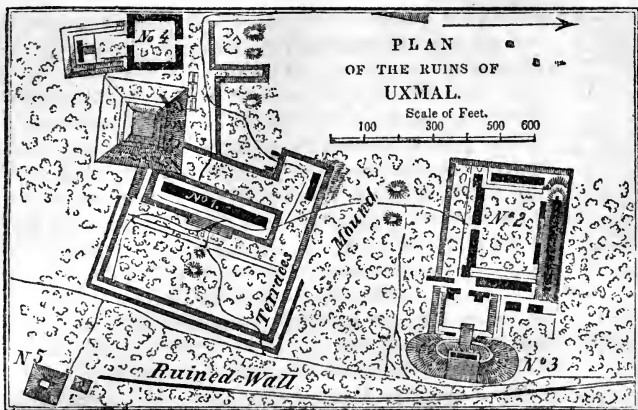 No 4
PLAN
OF THE RUINS OF
UXMAL.
Scale of Feet.
100 300 400 500 600
No 1.
No 2
Mound
Terraces
No 3
No 5
Ruined Wall